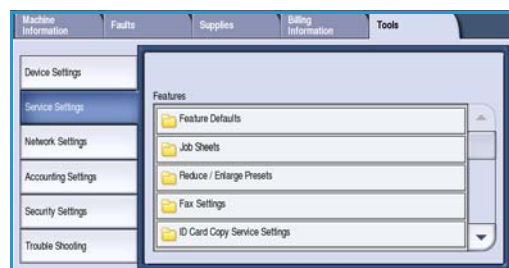 Machine
Information
Faults
Supplies
Billing
Information
Tools
Device Settings
Service Settings
Network Settings
Accounting Settings
Security Settings
Trouble Shooting
Features
Feature Defaults
Job Sheets
Reduce / Enlarge Presets
Fax Settings
ID Card Copy Service Settings